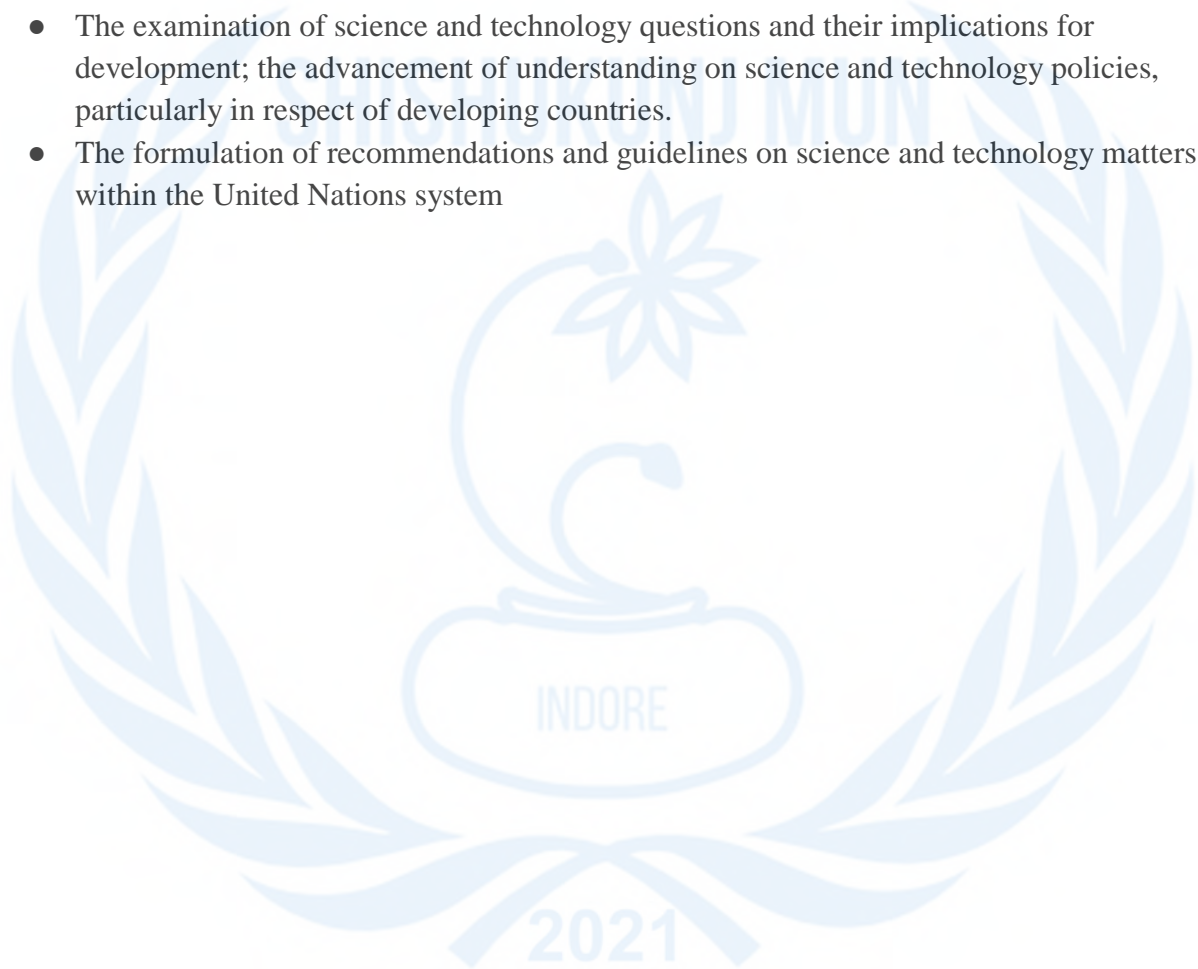 ● The examination of science and technology questions and their implications for
development; the advancement of understanding on science and technology policies,
SHISHUKUNJ MUN
particularly in respect of developing countries.
● The formulation of recommendations and guidelines on science and technology matters
within the United Nations system
INDORE
2021